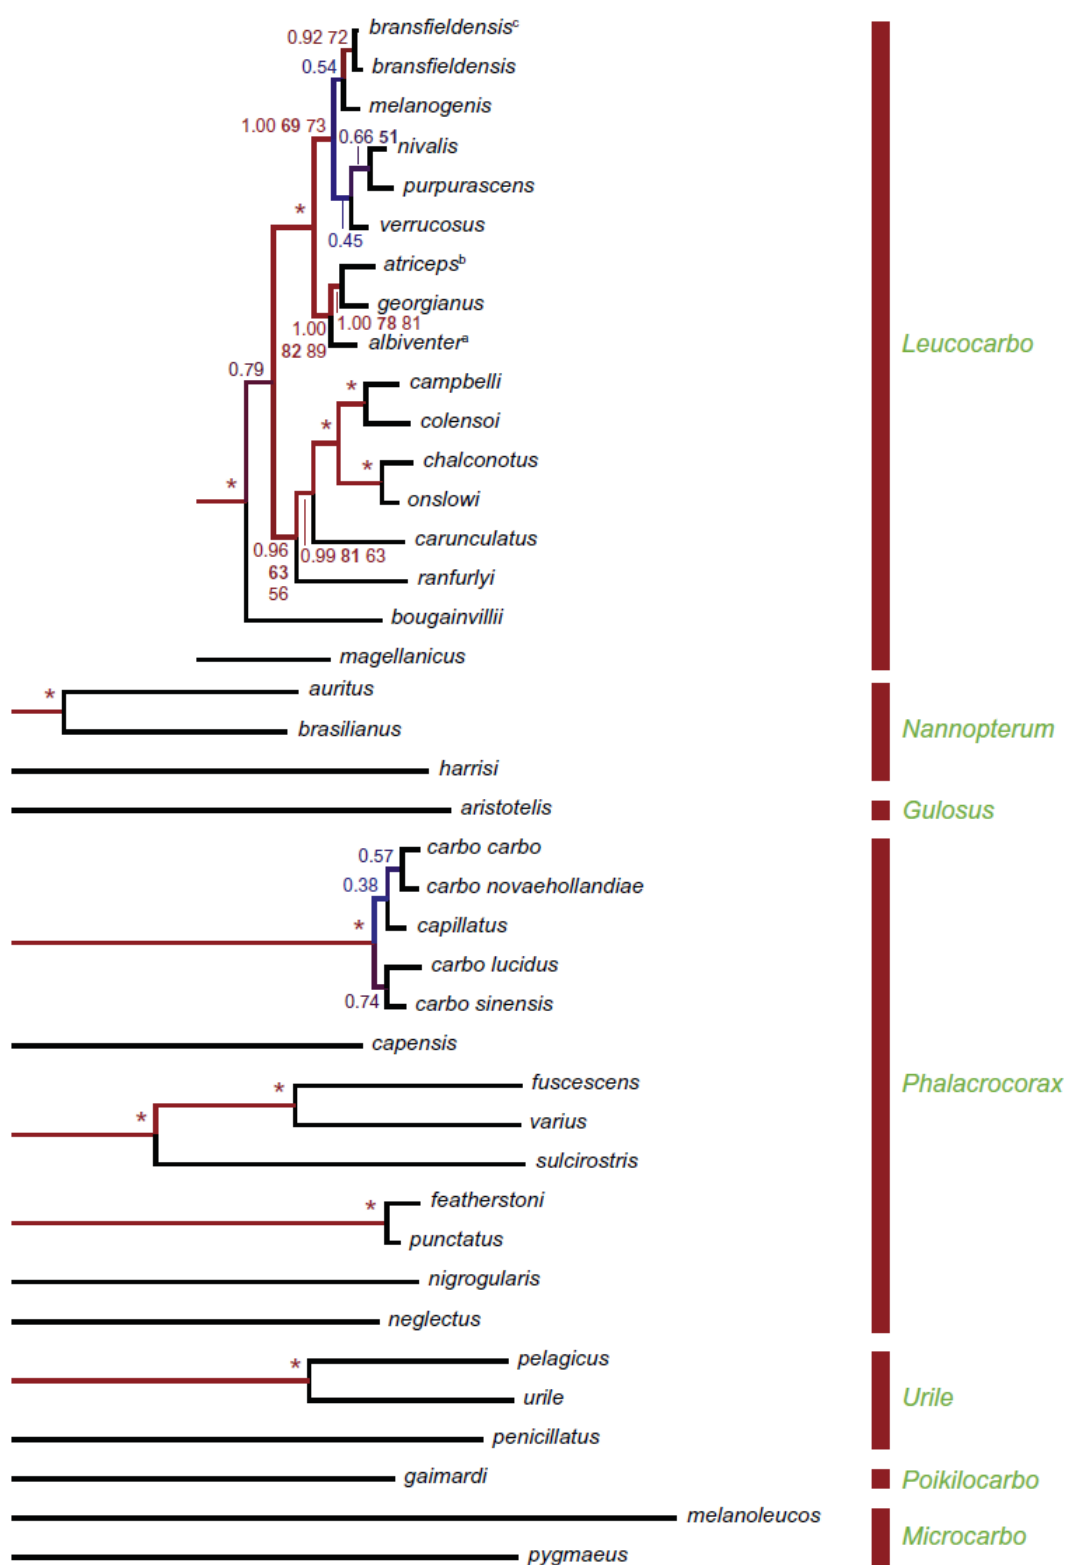 bransfieldensisᶜ
0.92 72
bransfieldensis
0.54
melanogenis
1.00 69 73
0.66 51
nivalis
purpurascens
*
verrucosus
0.45
atricepsᵇ
georgianus
1.00 78 81
1.00
82 89
albiventerᵃ
Leucocarbo
0.79
campbelli
*
colensoi
*
chalconotus
*
*
onslowi
carunculatus
0.96
63
56
0.99 81 63
ranfurlyi
bougainvillii
magellanicus
auritus
*
brasilianus
Nannopterum
harrisi
aristotelis
Gulosus
carbo carbo
0.57
0.38
carbo novaehollandiae
*
capillatus
carbo lucidus
0.74
carbo sinensis
capensis
fuscescens
*
Phalacrocorax
*
varius
sulcirostris
featherstoni
*
punctatus
nigrogularis
neglectus
pelagicus
*
urile
Urile
penicillatus
gaimardi
Poikilocarbo
melanoleucos
Microcarbo
pygmaeus